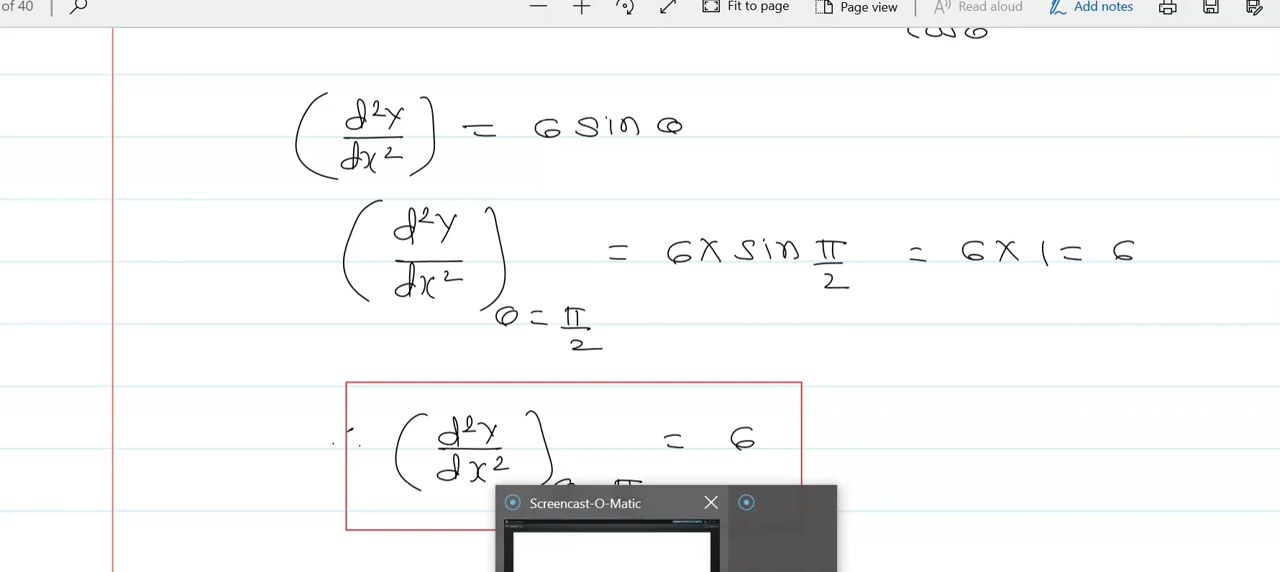 of 40 Fit to page Page view Read aloud Add notes
cos θ
(d²y/dx²) = 6 sin θ
(d²y/dx²) θ = π/2 = 6 × sin π/2 = 6 × 1 = 6
∴ (d²y/dx²) = 6
Screencast-O-Matic